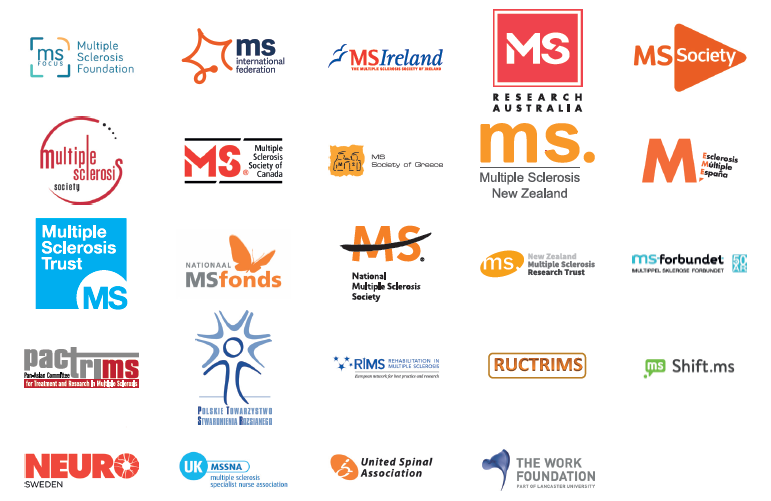 ms
FOCUS
Multiple
Sclerosis
Foundation
ms
international
federation
MSIreland
THE MULTIPLE SCLEROSIS SOCIETY OF IRELAND
MS
RESEARCH
AUSTRALIA
MS Society
multiple
sclerosis
society
MS
Multiple
Sclerosis
Society of
Canada
MS
Society of Greece
ms.
Multiple Sclerosis
New Zealand
M
Esclerosis
Múltiple
España
Multiple
Sclerosis
Trust
MS
NATIONAAL
MSfonds
MS
National
Multiple Sclerosis
Society
ms.
New Zealand
Multiple Sclerosis
Research Trust
ms-forbundet
MULTIPPEL SKLEROSE FORBUNDET
50
ÅR
pactrims
Pan-Asian Committee
for Treatment and Research in Multiple Sclerosis
POLSKIE TOWARZYSTWO
STWARDNIENIA ROZSIANEGO
RIMS
REHABILITATION IN
MULTIPLE SCLEROSIS
European network for best practice and research
RUCTRIMS
ms
Shift.ms
NEURO
SWEDEN
UK MSSNA
multiple sclerosis
specialist nurse association
United Spinal
Association
THE WORK
FOUNDATION
PART OF LANCASTER UNIVERSITY